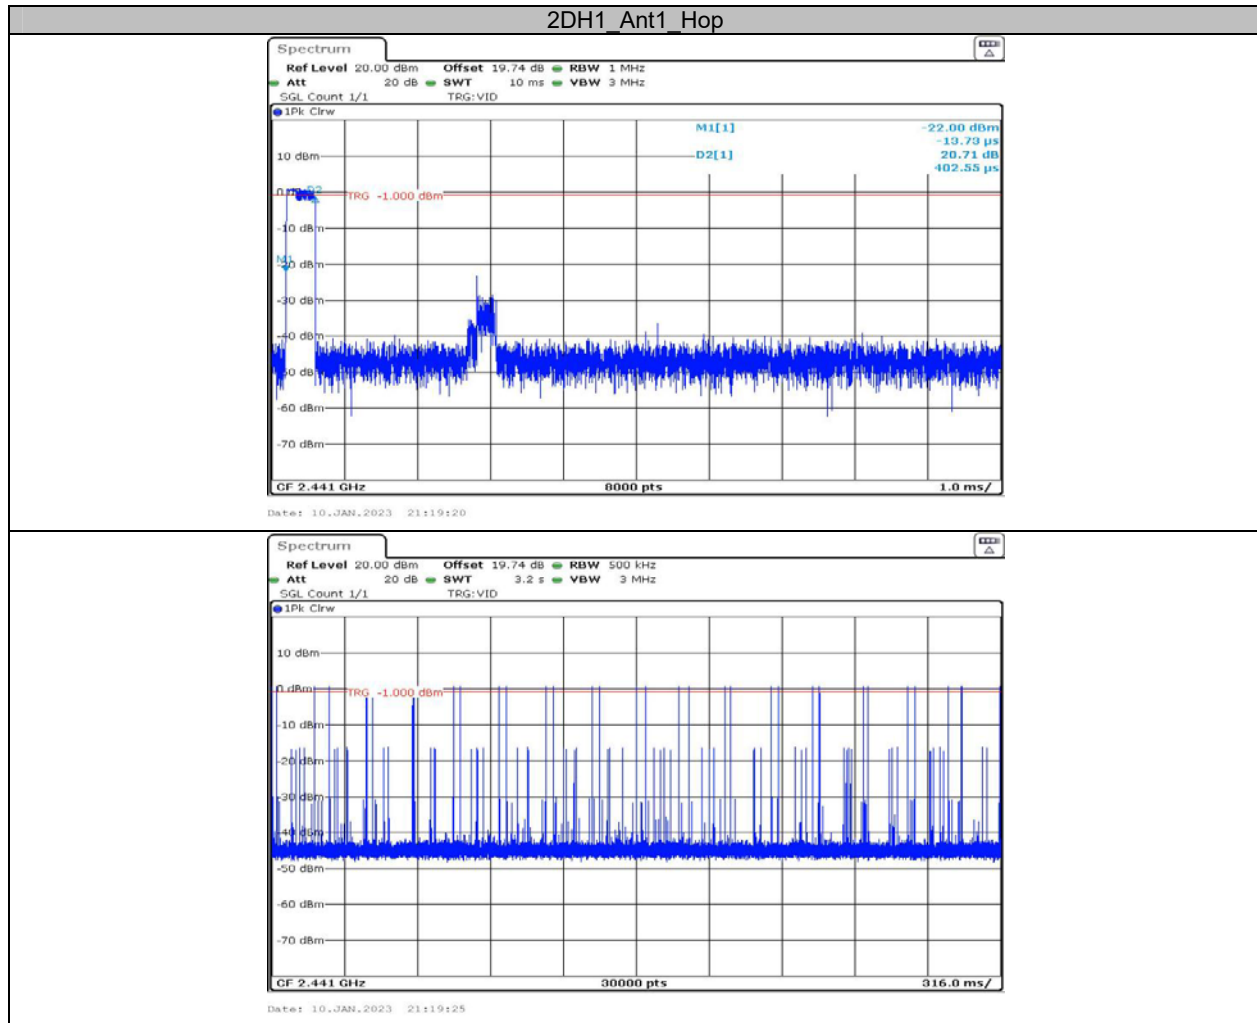 2DH1_Ant1_Hop
Spectrum
Ref Level 20.00 dBm Offset 19.74 dB RBW 1 MHz
Att 20 dB SWT 10 ms VBW 3 MHz
SGL Count 1/1 TRG:VID
1Pk Clrw
M1[1] -22.00 dBm
-13.73 µs
D2[1] 20.71 dB
402.55 µs
10 dBm
D2
TRG -1.000 dBm
-10 dBm
M1
-20 dBm
-30 dBm
-40 dBm
-50 dBm
-60 dBm
-70 dBm
CF 2.441 GHz 8000 pts 1.0 ms/
Date: 10.JAN.2023 21:19:20
Spectrum
Ref Level 20.00 dBm Offset 19.74 dB RBW 500 kHz
Att 20 dB SWT 3.2 s VBW 3 MHz
SGL Count 1/1 TRG:VID
1Pk Clrw
10 dBm
0 dBm
TRG -1.000 dBm
-10 dBm
-20 dBm
-30 dBm
-40 dBm
-50 dBm
-60 dBm
-70 dBm
CF 2.441 GHz 30000 pts 316.0 ms/
Date: 10.JAN.2023 21:19:25